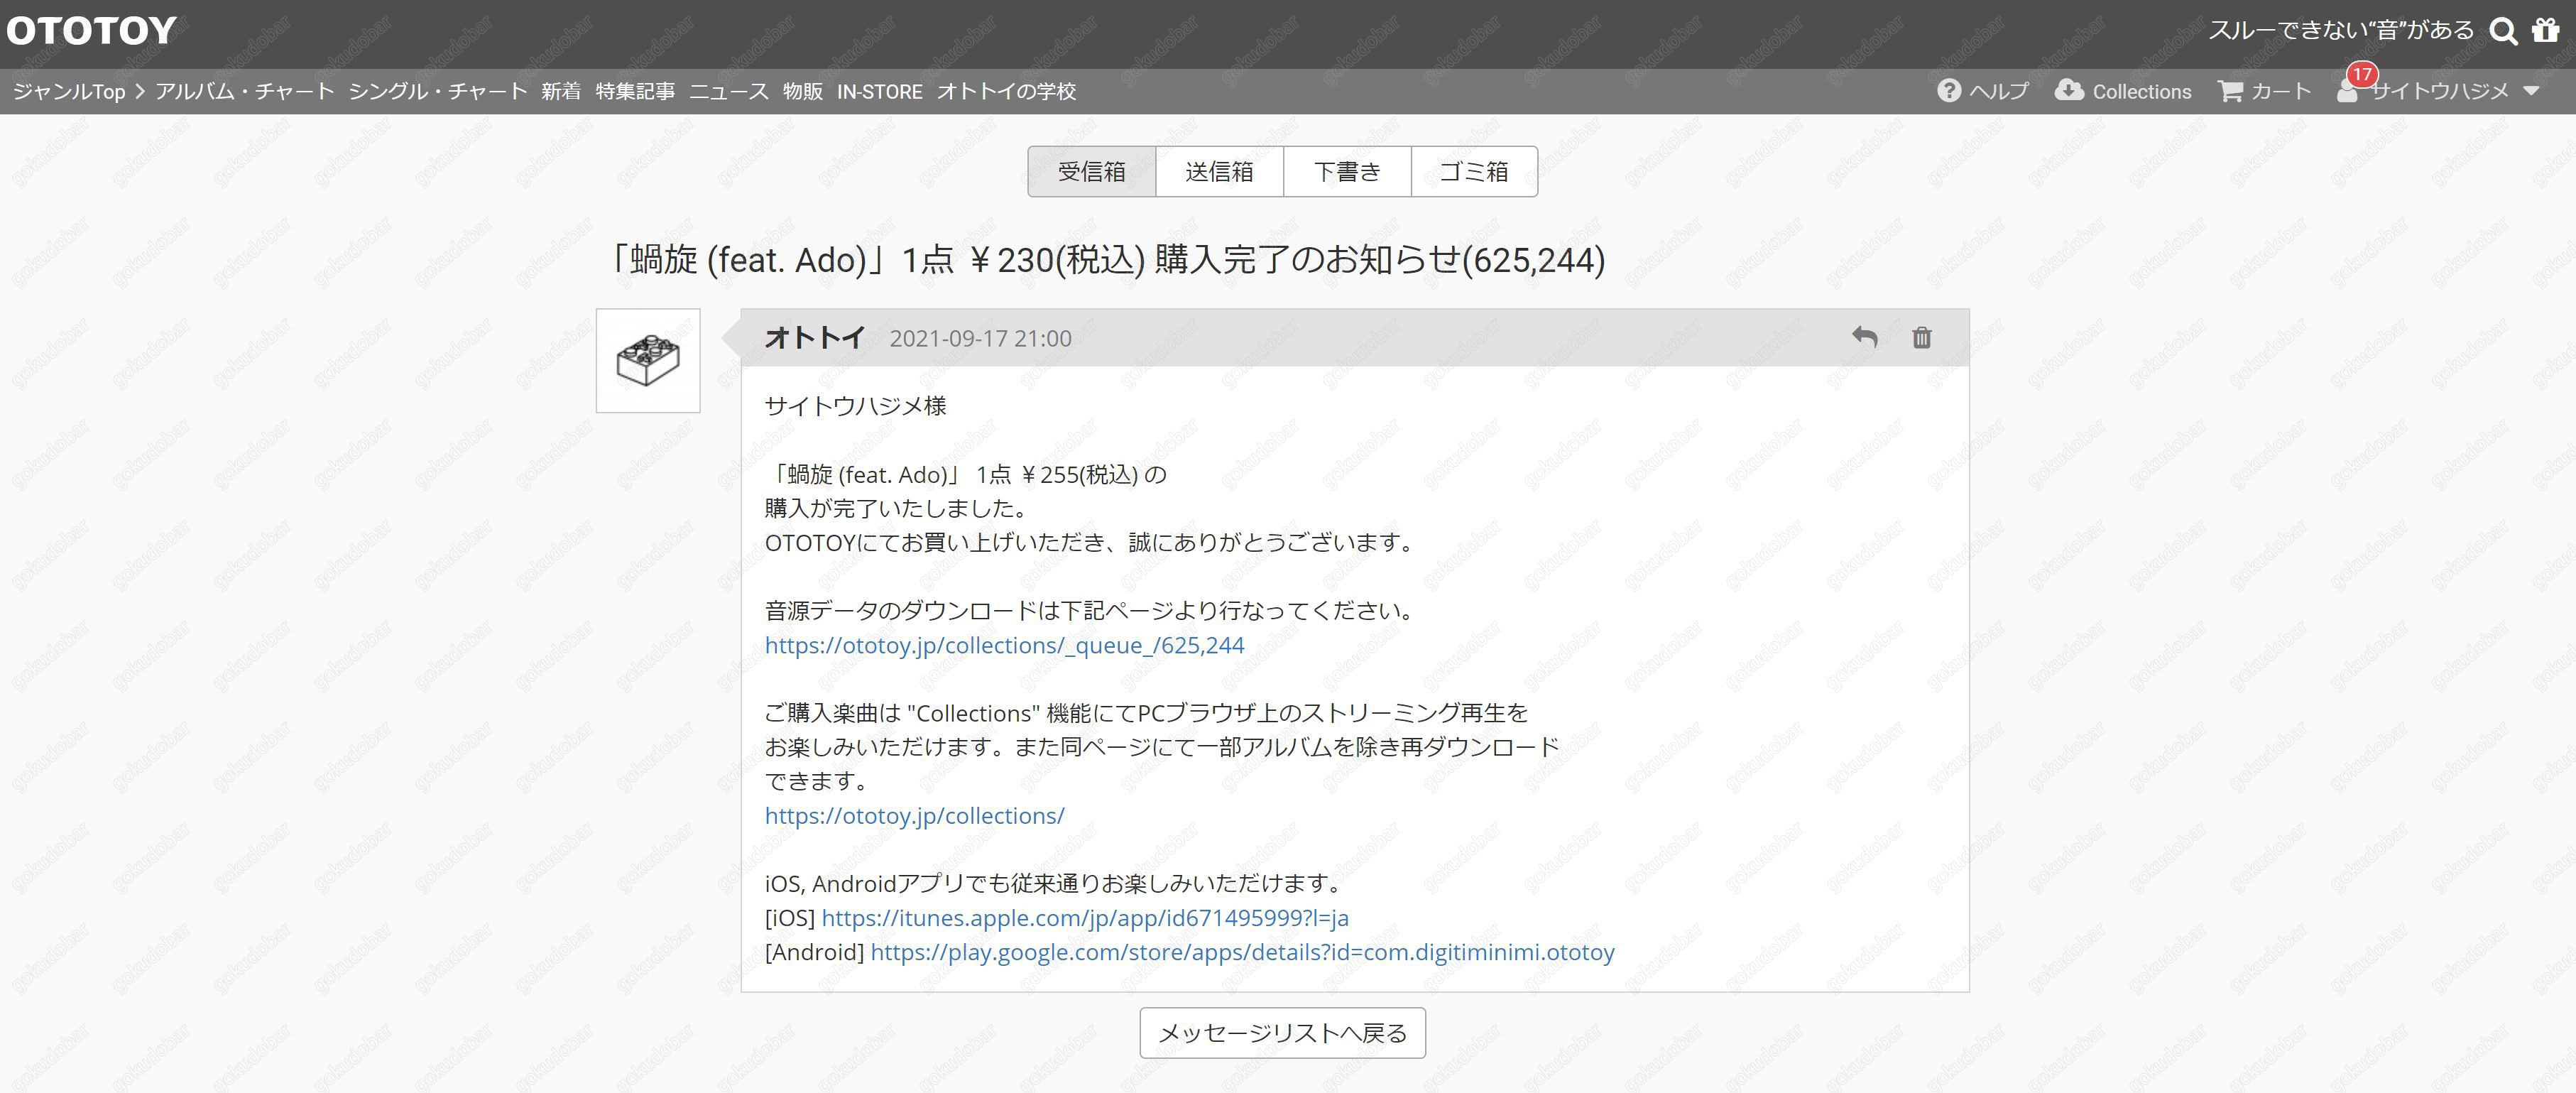 OTOTOY
スルーできない“音”がある
ジャンルTop アルバム・チャート シングル・チャート 新着 特集記事 ニュース 物販 IN-STORE オトトイの学校
ヘルプ Collections カート 17 サイトウハジメ
受信箱 送信箱 下書き ゴミ箱
「蝸旋 (feat. Ado)」1点 ￥230(税込) 購入完了のお知らせ(625,244)
オトトイ 2021-09-17 21:00
サイトウハジメ様
「蝸旋 (feat. Ado)」 1点 ￥255(税込) の
購入が完了いたしました。
OTOTOYにてお買い上げいただき、誠にありがとうございます。
音源データのダウンロードは下記ページより行なってください。
https://ototoy.jp/collections/_queue_/625,244
ご購入楽曲は "Collections" 機能にてPCブラウザ上のストリーミング再生を
お楽しみいただけます。また同ページにて一部アルバムを除き再ダウンロード
できます。
https://ototoy.jp/collections/
iOS, Androidアプリでも従来通りお楽しみいただけます。
[iOS] https://itunes.apple.com/jp/app/id671495999?l=ja
[Android] https://play.google.com/store/apps/details?id=com.digitiminimi.ototoy
メッセージリストへ戻る
gokudobar